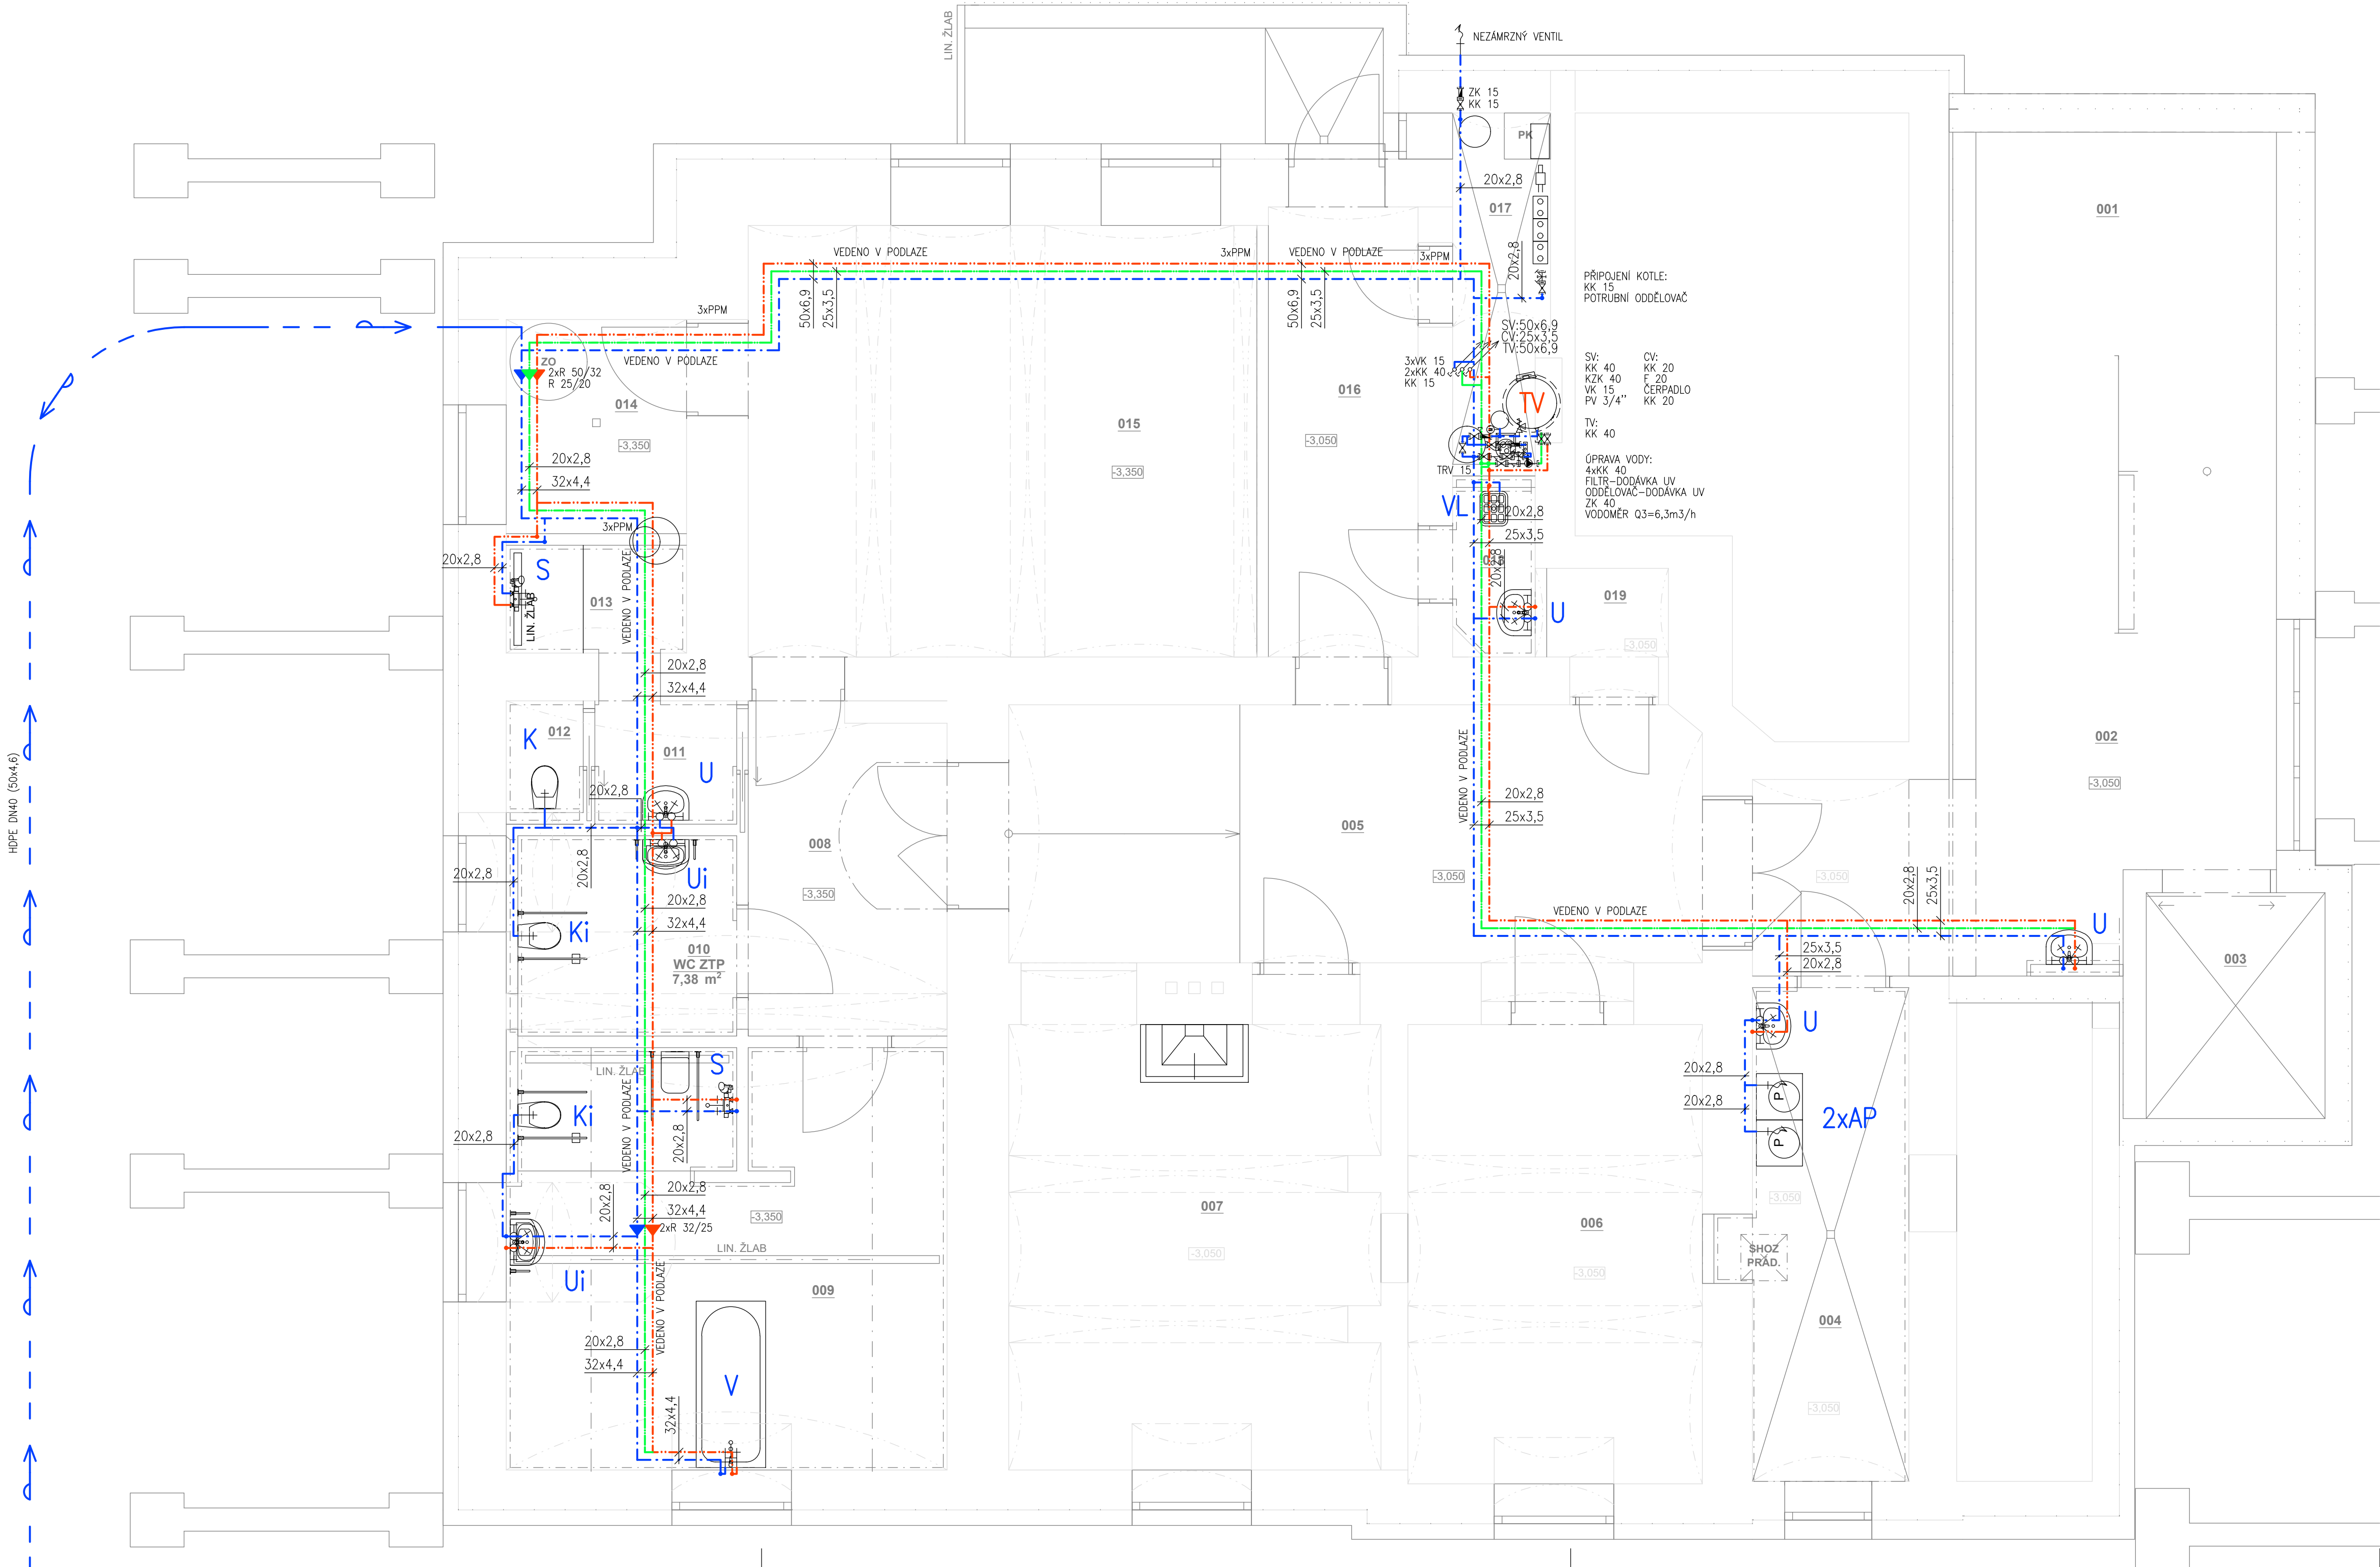 LIN. ŽLAB
NEZÁMRZNÝ VENTIL
ZK 15
KK 15
PK
20x2,8
017
001
VEDENO V PODLAZE
3xPPM
VEDENO V PODLAZE
3xPPM
20x2,8
PŘIPOJENÍ KOTLE:
KK 15
POTRUBNÍ ODDĚLOVAČ
50x6,9
25x3,5
50x6,9
25x3,5
3xPPM
SV:50x6,9
CV:25x3,5
TV:50x6,9
ZO
2xR 50/32
R 25/20
VEDENO V PODLAZE
3xVK 15
2xKK 40
KK 15
SV:
KK 40
KZK 40
VK 15
PV 3/4''
CV:
KK 20
F 20
ČERPADLO
KK 20
014
016
TV
015
TV:
KK 40
-3,350
-3,050
20x2,8
-3,350
TRV 15
ÚPRAVA VODY:
4xKK 40
FILTR-DODÁVKA UV
ODDĚLOVAČ-DODÁVKA UV
ZK 40
VODOMĚR Q3=6,3m3/h
32x4,4
VL
20x2,8
3xPPM
25x3,5
20x2,8
S
20x2,8
LIN. ŽLAB
013
VEDENO V PODLAZE
019
U
-3,050
20x2,8
32x4,4
HDPE DN40 (50x4,6)
K
012
011
U
002
20x2,8
VEDENO V PODLAZE
-3,050
20x2,8
25x3,5
005
008
20x2,8
20x2,8
Ui
-3,350
-3,050
-3,050
20x2,8
25x3,5
20x2,8
32x4,4
Ki
VEDENO V PODLAZE
U
010
WC ZTP
7,38 m²
25x3,5
20x2,8
003
U
LIN. ŽLAB
S
VEDENO V PODLAZE
20x2,8
Ki
20x2,8
P
20x2,8
2xAP
P
20x2,8
20x2,8
20x2,8
32x4,4
2xR 32/25
-3,350
007
-3,050
006
-3,050
-3,050
LIN. ŽLAB
SHOZ
PRÁD.
Ui
VEDENO V PODLAZE
009
004
20x2,8
32x4,4
V
32x4,4
-3,050